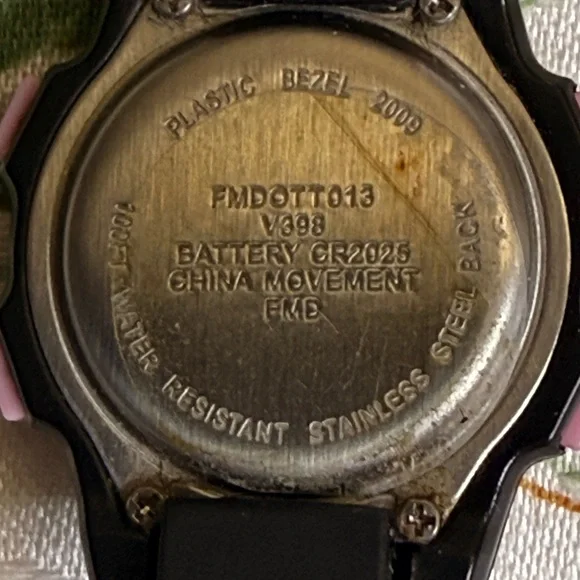 PLASTIC BEZEL 2009
FMDOTT013
V398
BATTERY CR2025
CHINA MOVEMENT
FMD
100FT WATER RESISTANT STAINLESS STEEL BACK